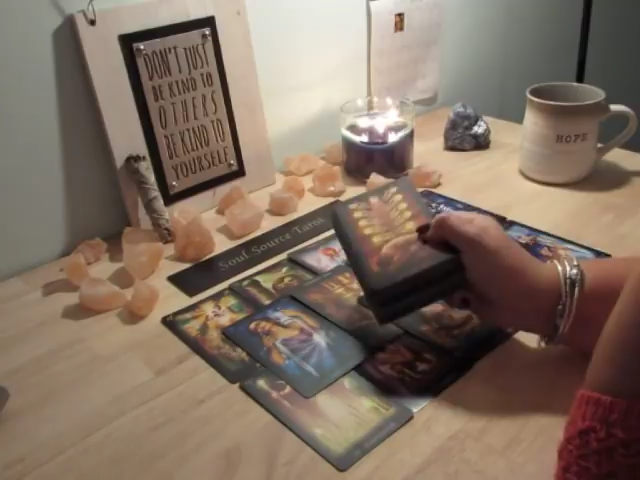 DON'T JUST
BE KIND TO
OTHERS
BE KIND TO
YOURSELF
HOPE
Soul Source Tarot